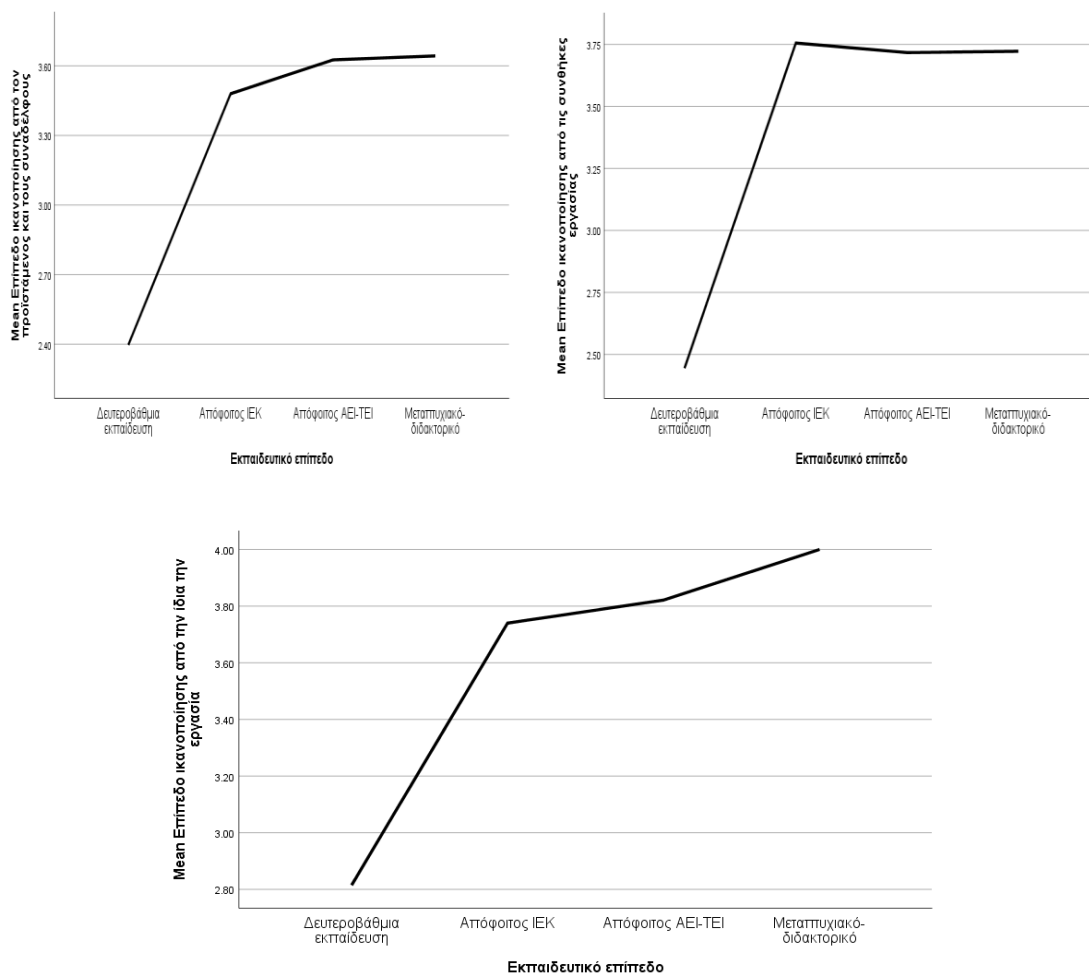 Mean Επίπεδο ικανοποίησης από τον
προϊστάμενος και τους συναδέλφους
3.60
3.30
3.00
2.70
2.40
Δευτεροβάθμια
εκπαίδευση
Απόφοιτος ΙΕΚ
Απόφοιτος ΑΕΙ-ΤΕΙ
Μεταπτυχιακό-
διδακτορικό
Εκπαιδευτικό επίπεδο
Mean Επίπεδο ικανοποίησης από τις συνθήκες
εργασίας
3.75
3.50
3.25
3.00
2.75
2.50
Δευτεροβάθμια
εκπαίδευση
Απόφοιτος ΙΕΚ
Απόφοιτος ΑΕΙ-ΤΕΙ
Μεταπτυχιακό-
διδακτορικό
Εκπαιδευτικό επίπεδο
Mean Επίπεδο ικανοποίησης από την ίδια την
εργασία
4.00
3.80
3.60
3.40
3.20
3.00
2.80
Δευτεροβάθμια
εκπαίδευση
Απόφοιτος ΙΕΚ
Απόφοιτος ΑΕΙ-ΤΕΙ
Μεταπτυχιακό-
διδακτορικό
Εκπαιδευτικό επίπεδο